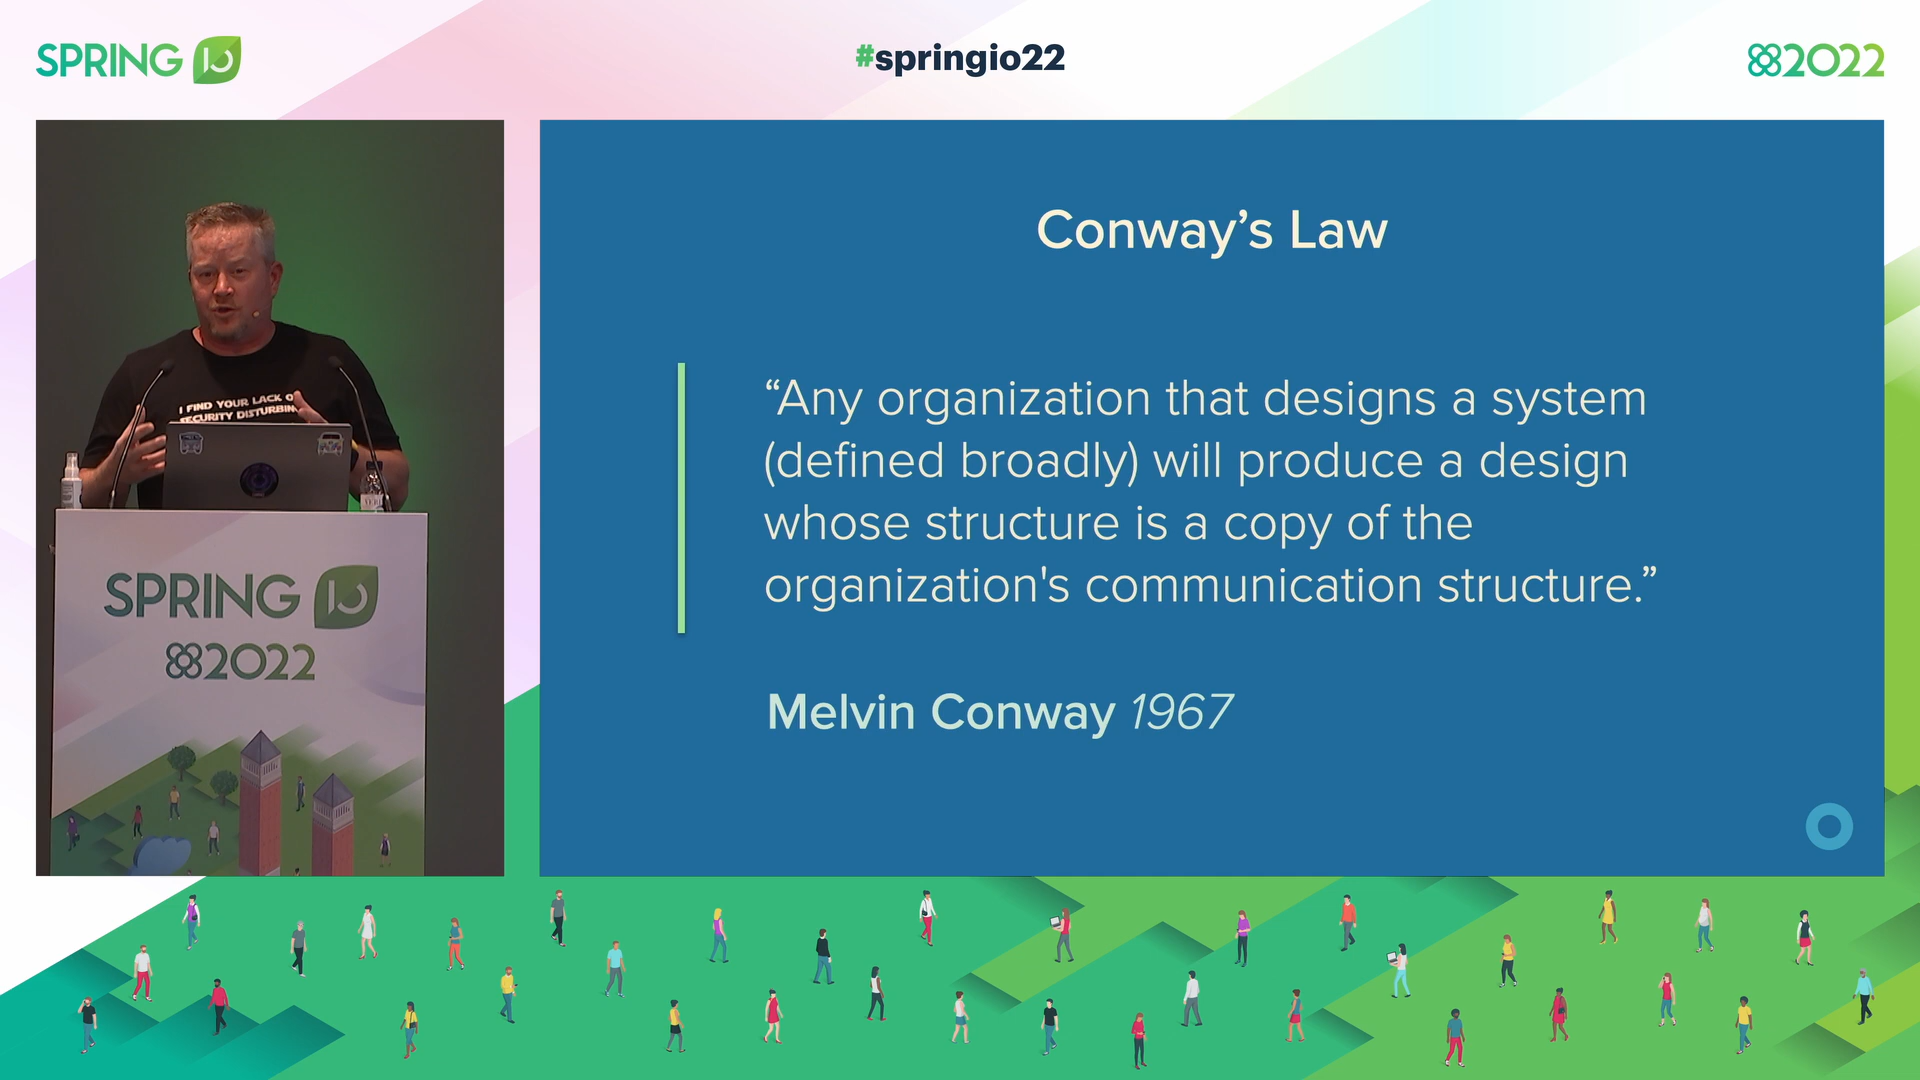 SPRING IO
#springio22
2022
Conway’s Law
“Any organization that designs a system
(defined broadly) will produce a design
whose structure is a copy of the
organization's communication structure.”
Melvin Conway 1967
I FIND YOUR LACK O
SECURITY DISTURBIN
SPRING IO
2022